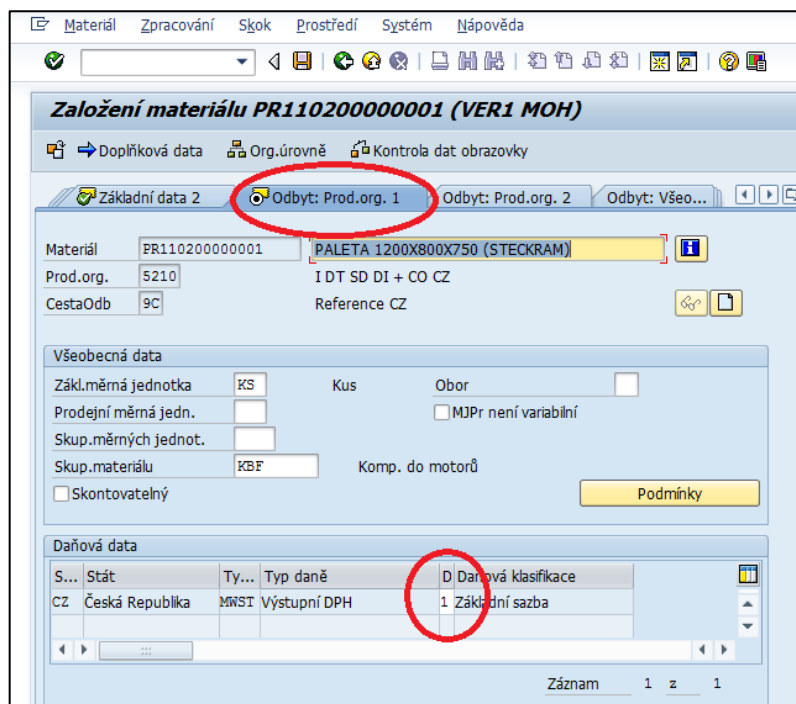 Materiál Zpracování Skok Prostředí Systém Nápověda
Založení materiálu PR110200000001 (VER1 MOH)
Doplňková data Org.úrovně Kontrola dat obrazovky
Základní data 2 Odbyt: Prod.org. 1 Odbyt: Prod.org. 2 Odbyt: Všeo...
Materiál PR110200000001 PALETA 1200X800X750 (STECKRAM)
Prod.org. 5210 I DT SD DI + CO CZ
CestaOdb 9C Reference CZ
Všeobecná data
Zákl.měrná jednotka KS Kus Obor
Prodejní měrná jedn. MJPr není variabilní
Skup.měrných jednot.
Skup.materiálu KBF Komp. do motorů
Skontovatelný Podmínky
Daňová data
S... Stát Ty... Typ daně D Daňová klasifikace
CZ Česká Republika MWST Výstupní DPH 1 Základní sazba
Záznam 1 z 1